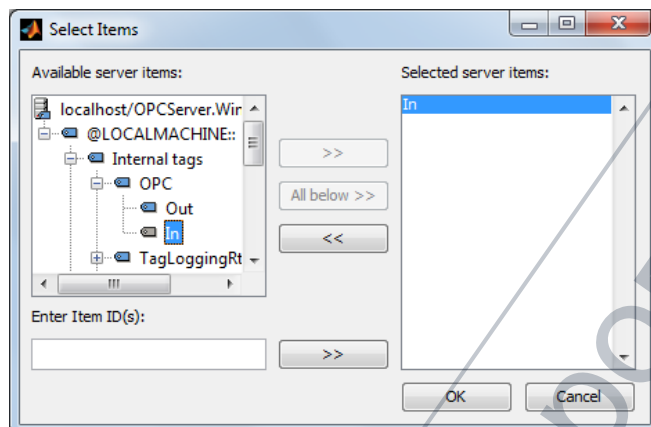 Select Items
Available server items:
localhost/OPCServer.Win
@LOCALMACHINE::
Internal tags
OPC
Out
In
TagLoggingRt
Enter Item ID(s):
>>
All below >>
<<
>>
Selected server items:
In
OK
Cancel